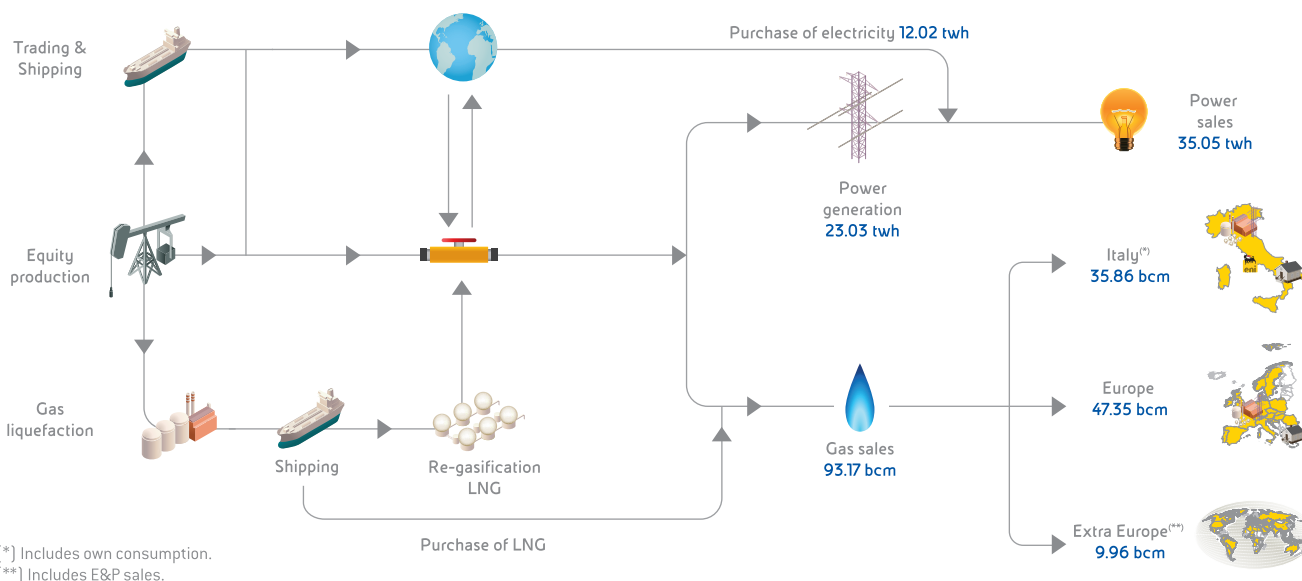 Trading &
Shipping
Purchase of electricity 12.02 twh
Power
sales
35.05 twh
Power
generation
23.03 twh
Equity
production
Italy(*)
35.86 bcm
eni
Europe
47.35 bcm
Gas
liquefaction
Shipping
Re-gasification
LNG
Gas sales
93.17 bcm
Purchase of LNG
Extra Europe(**)
9.96 bcm
(*) Includes own consumption.
(**) Includes E&P sales.